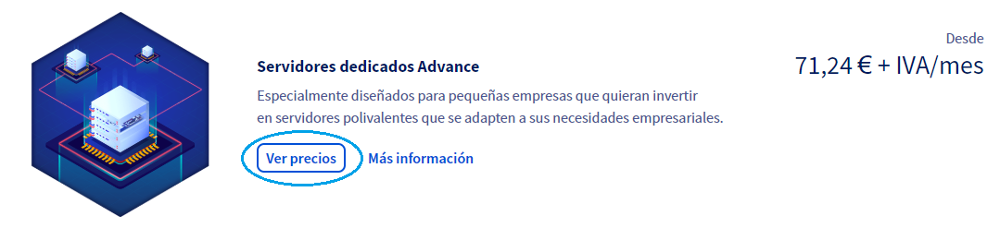 Desde
71,24 € + IVA/mes
Servidores dedicados Advance
Especialmente diseñados para pequeñas empresas que quieran invertir
en servidores polivalentes que se adapten a sus necesidades empresariales.
Ver precios
Más información